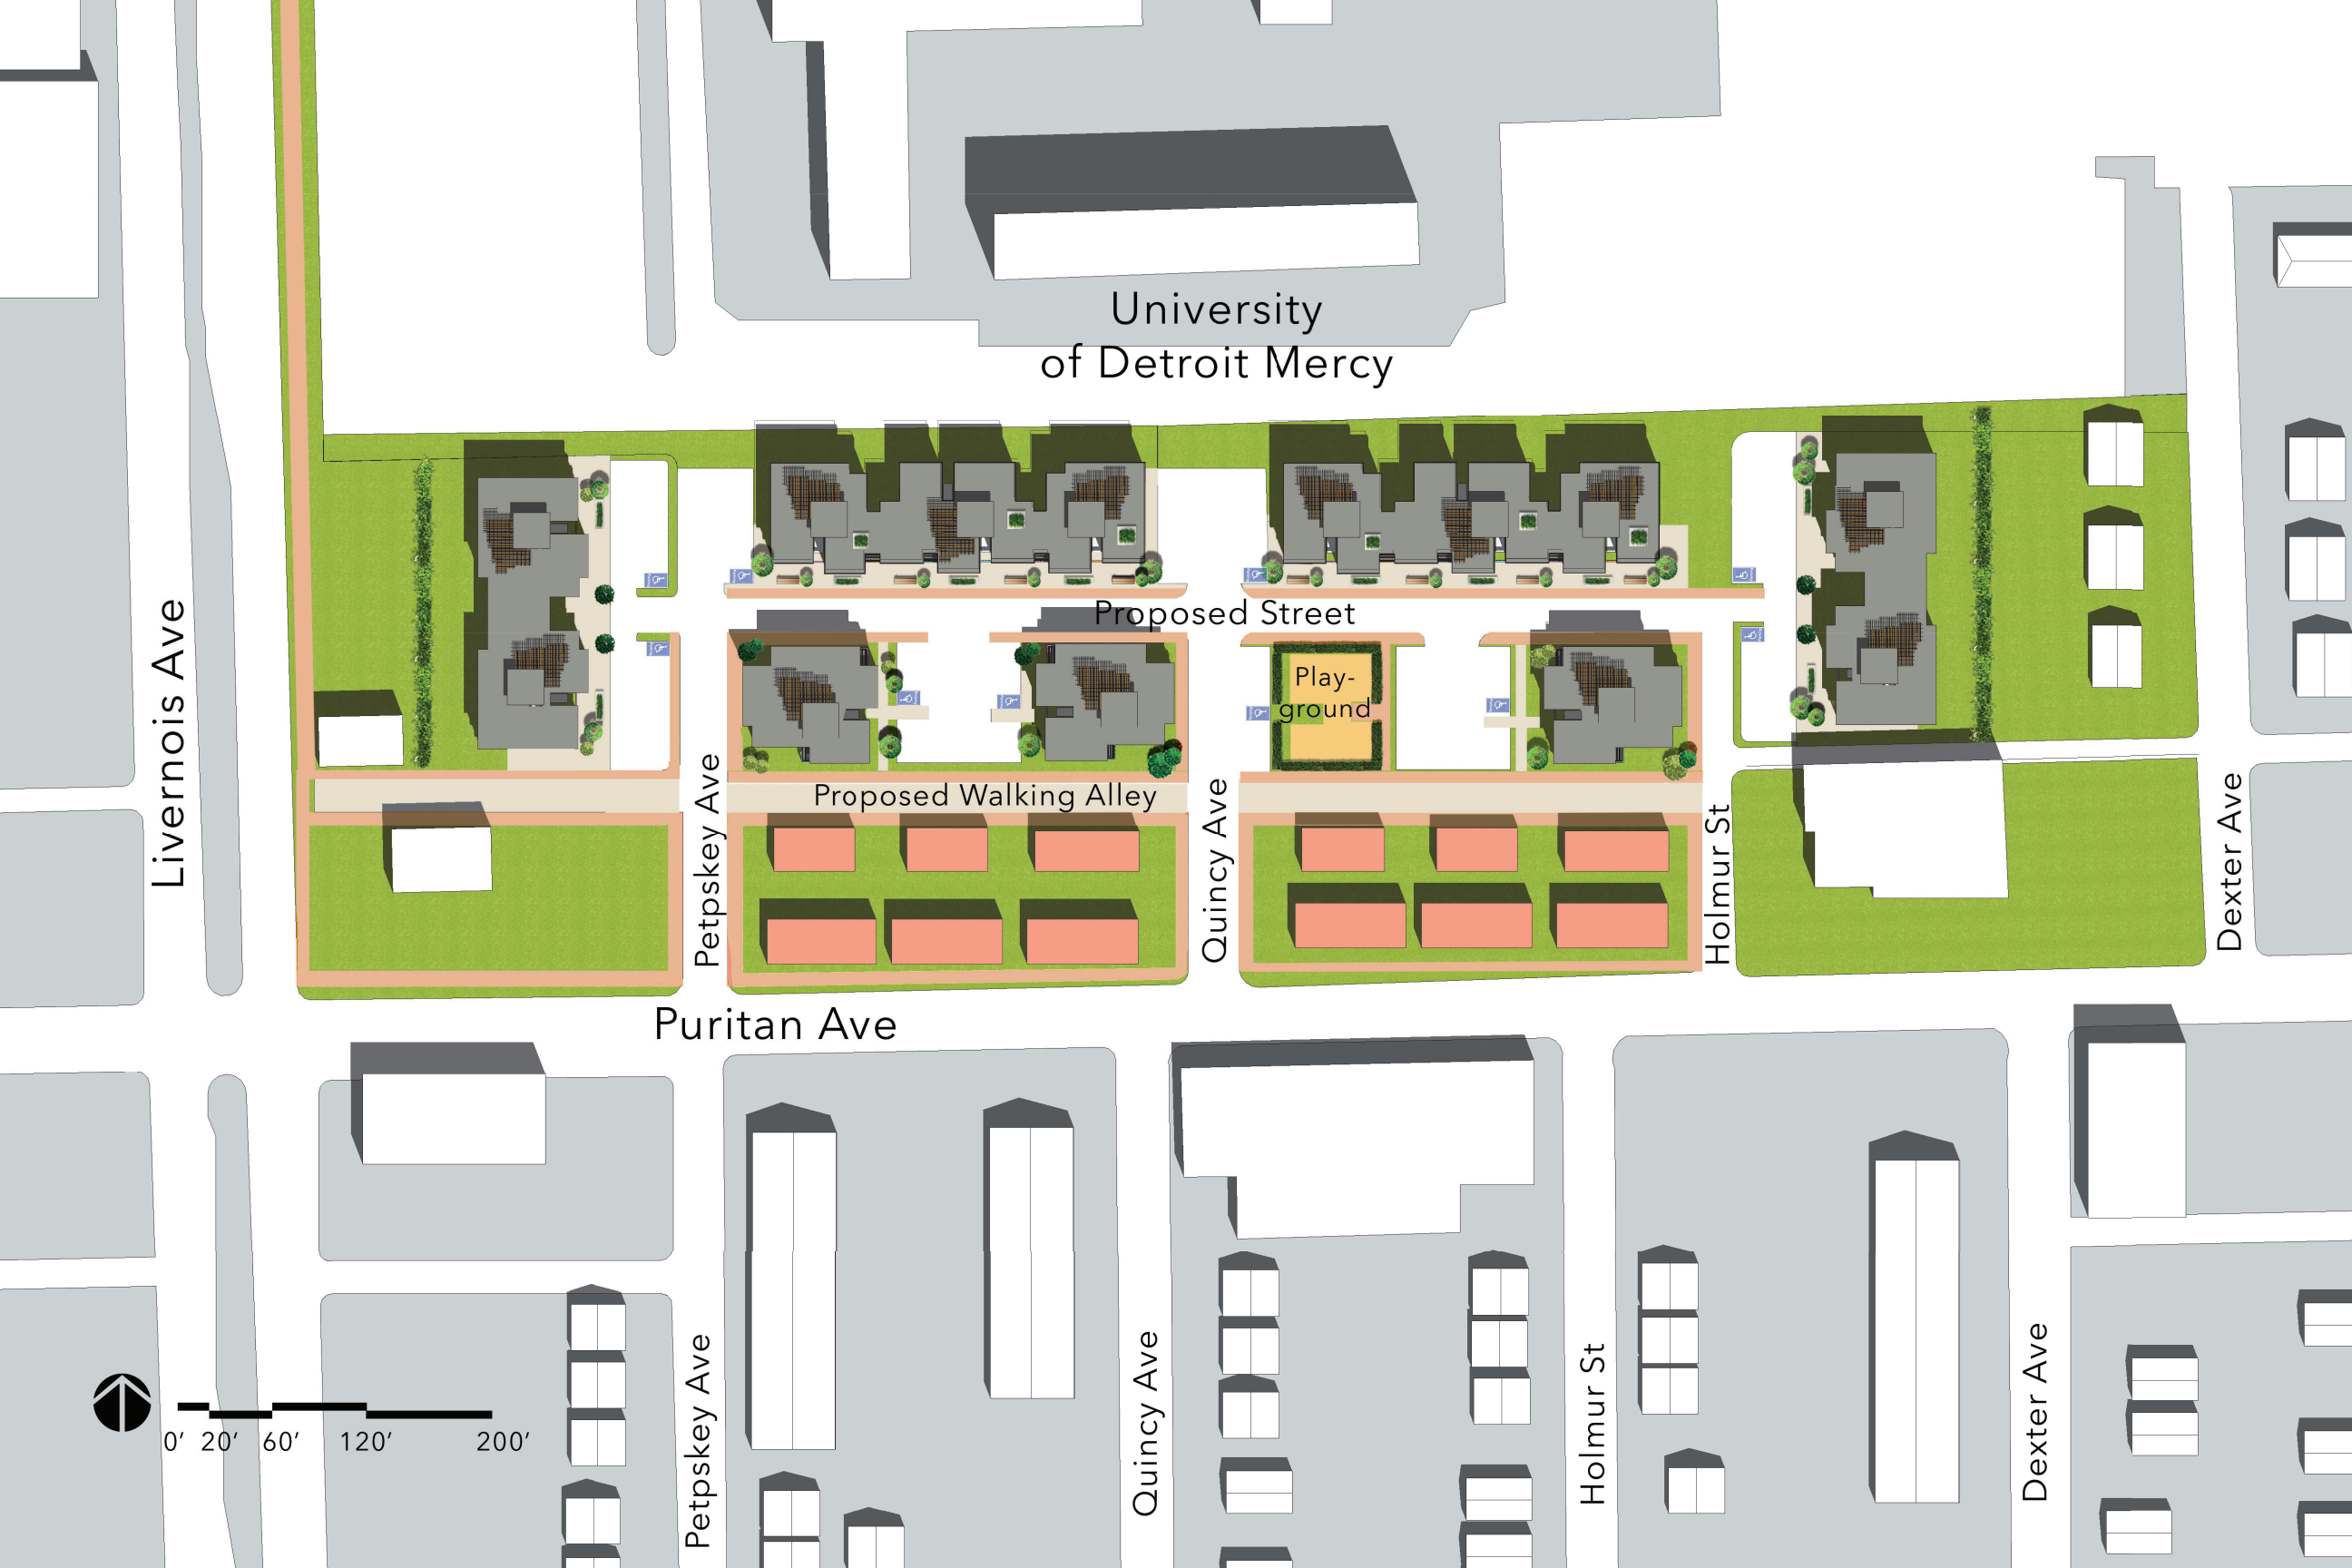 University
of Detroit Mercy
Proposed Street
Play-
ground
Proposed Walking Alley
Livernois Ave
Petpskey Ave
Quincy Ave
Holmur St
Dexter Ave
Puritan Ave
Petpskey Ave
Quincy Ave
Holmur St
Dexter Ave
0' 20' 60' 120' 200'